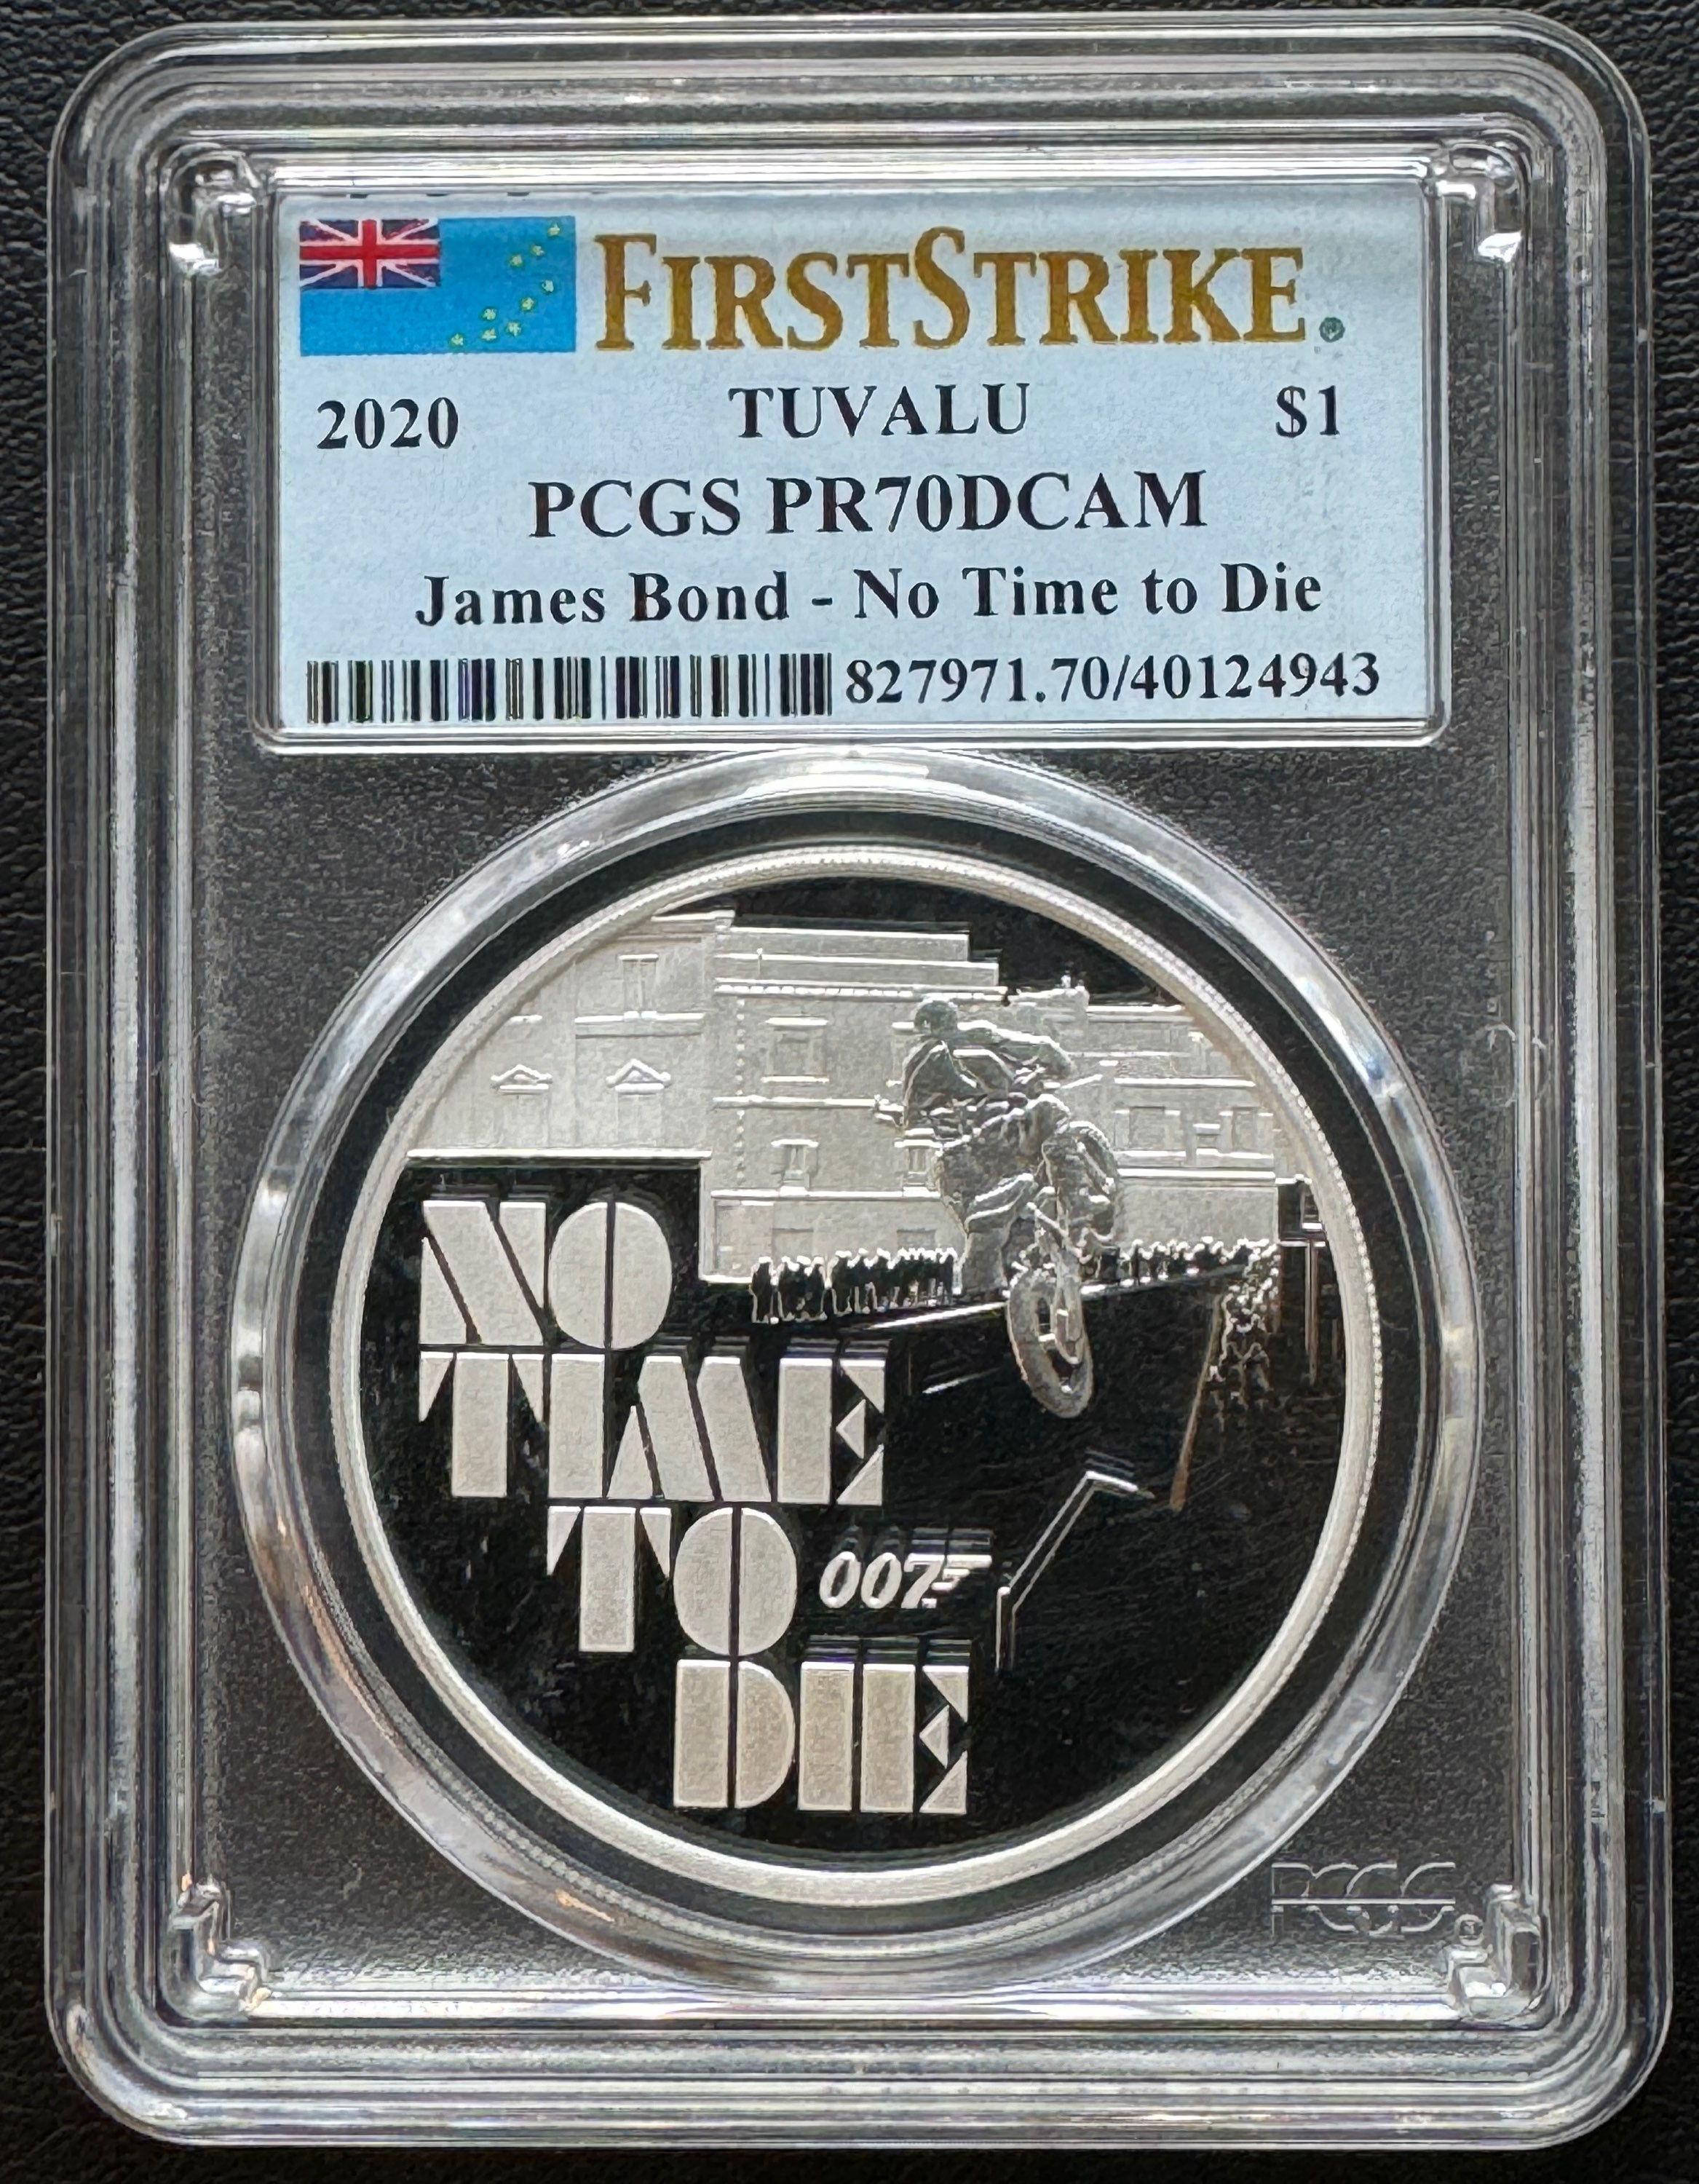 FIRSTSTRIKE.
2020 TUVALU $1
PCGS PR70DCAM
James Bond - No Time to Die
827971.70/40124943
NO
TIME
TO 007
DIE
PCGS®